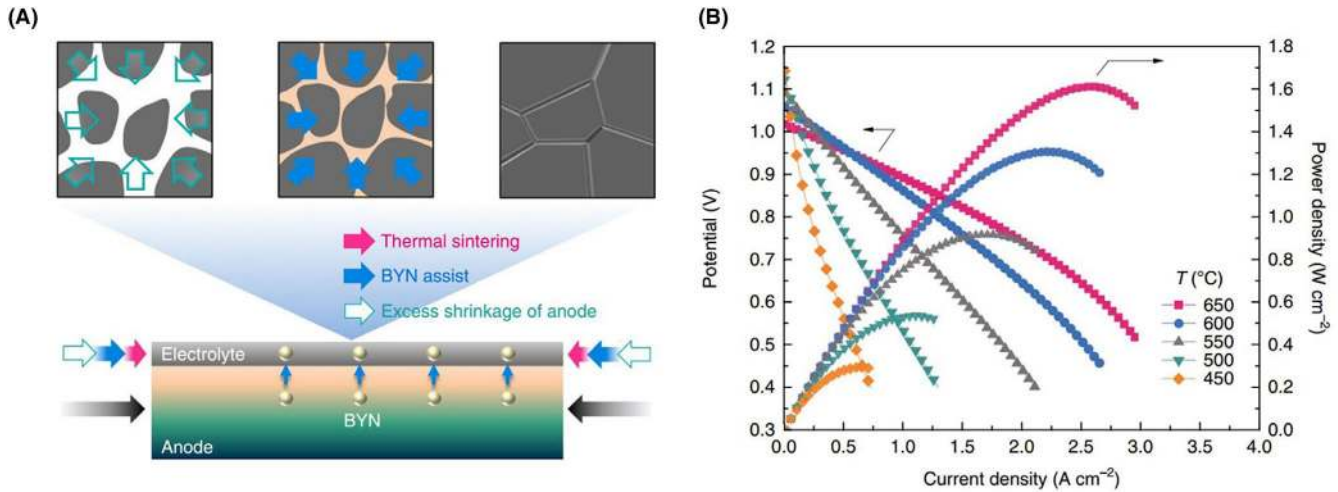 (A)
Thermal sintering
BYN assist
Excess shrinkage of anode
Electrolyte
BYN
Anode
(B)
1.2
1.1
1.0
0.9
0.8
0.7
0.6
0.5
0.4
0.3
Potential (V)
0.0
0.5
1.0
1.5
2.0
2.5
3.0
3.5
4.0
Current density (A cm⁻²)
1.8
1.6
1.4
1.2
1.0
0.8
0.6
0.4
0.2
0.0
Power density (W cm⁻²)
T (°C)
650
600
550
500
450